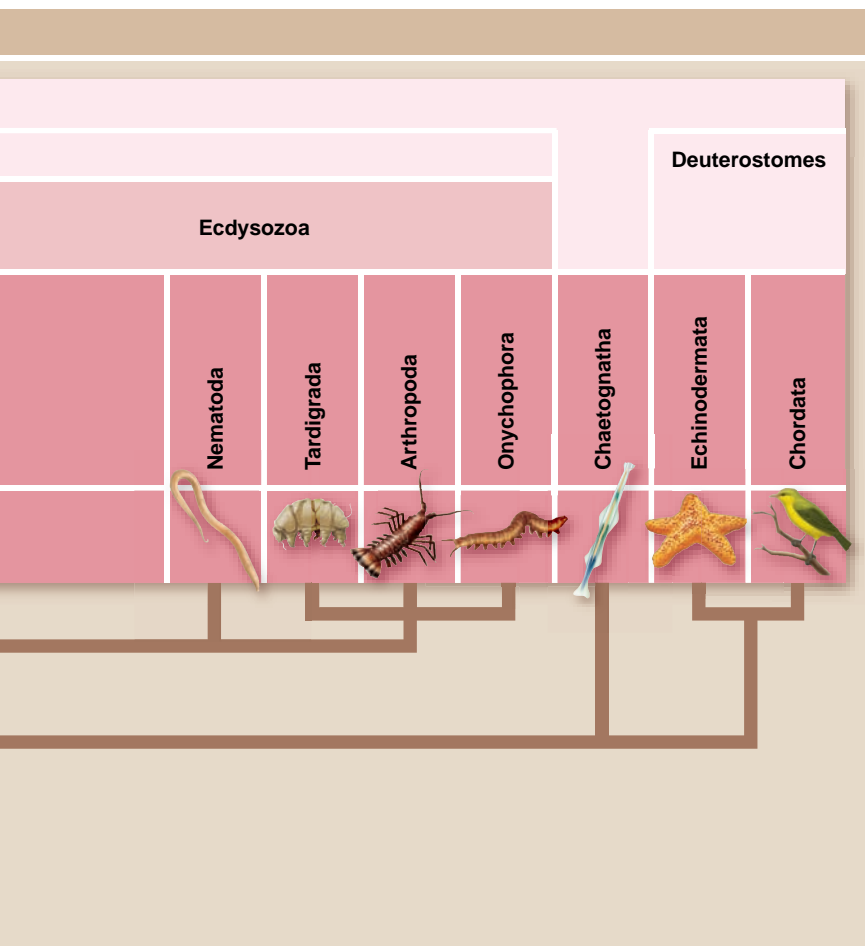 Deuterostomes
Ecdysozoa
Nematoda
Tardigrada
Arthropoda
Onychophora
Chaetognatha
Echinodermata
Chordata